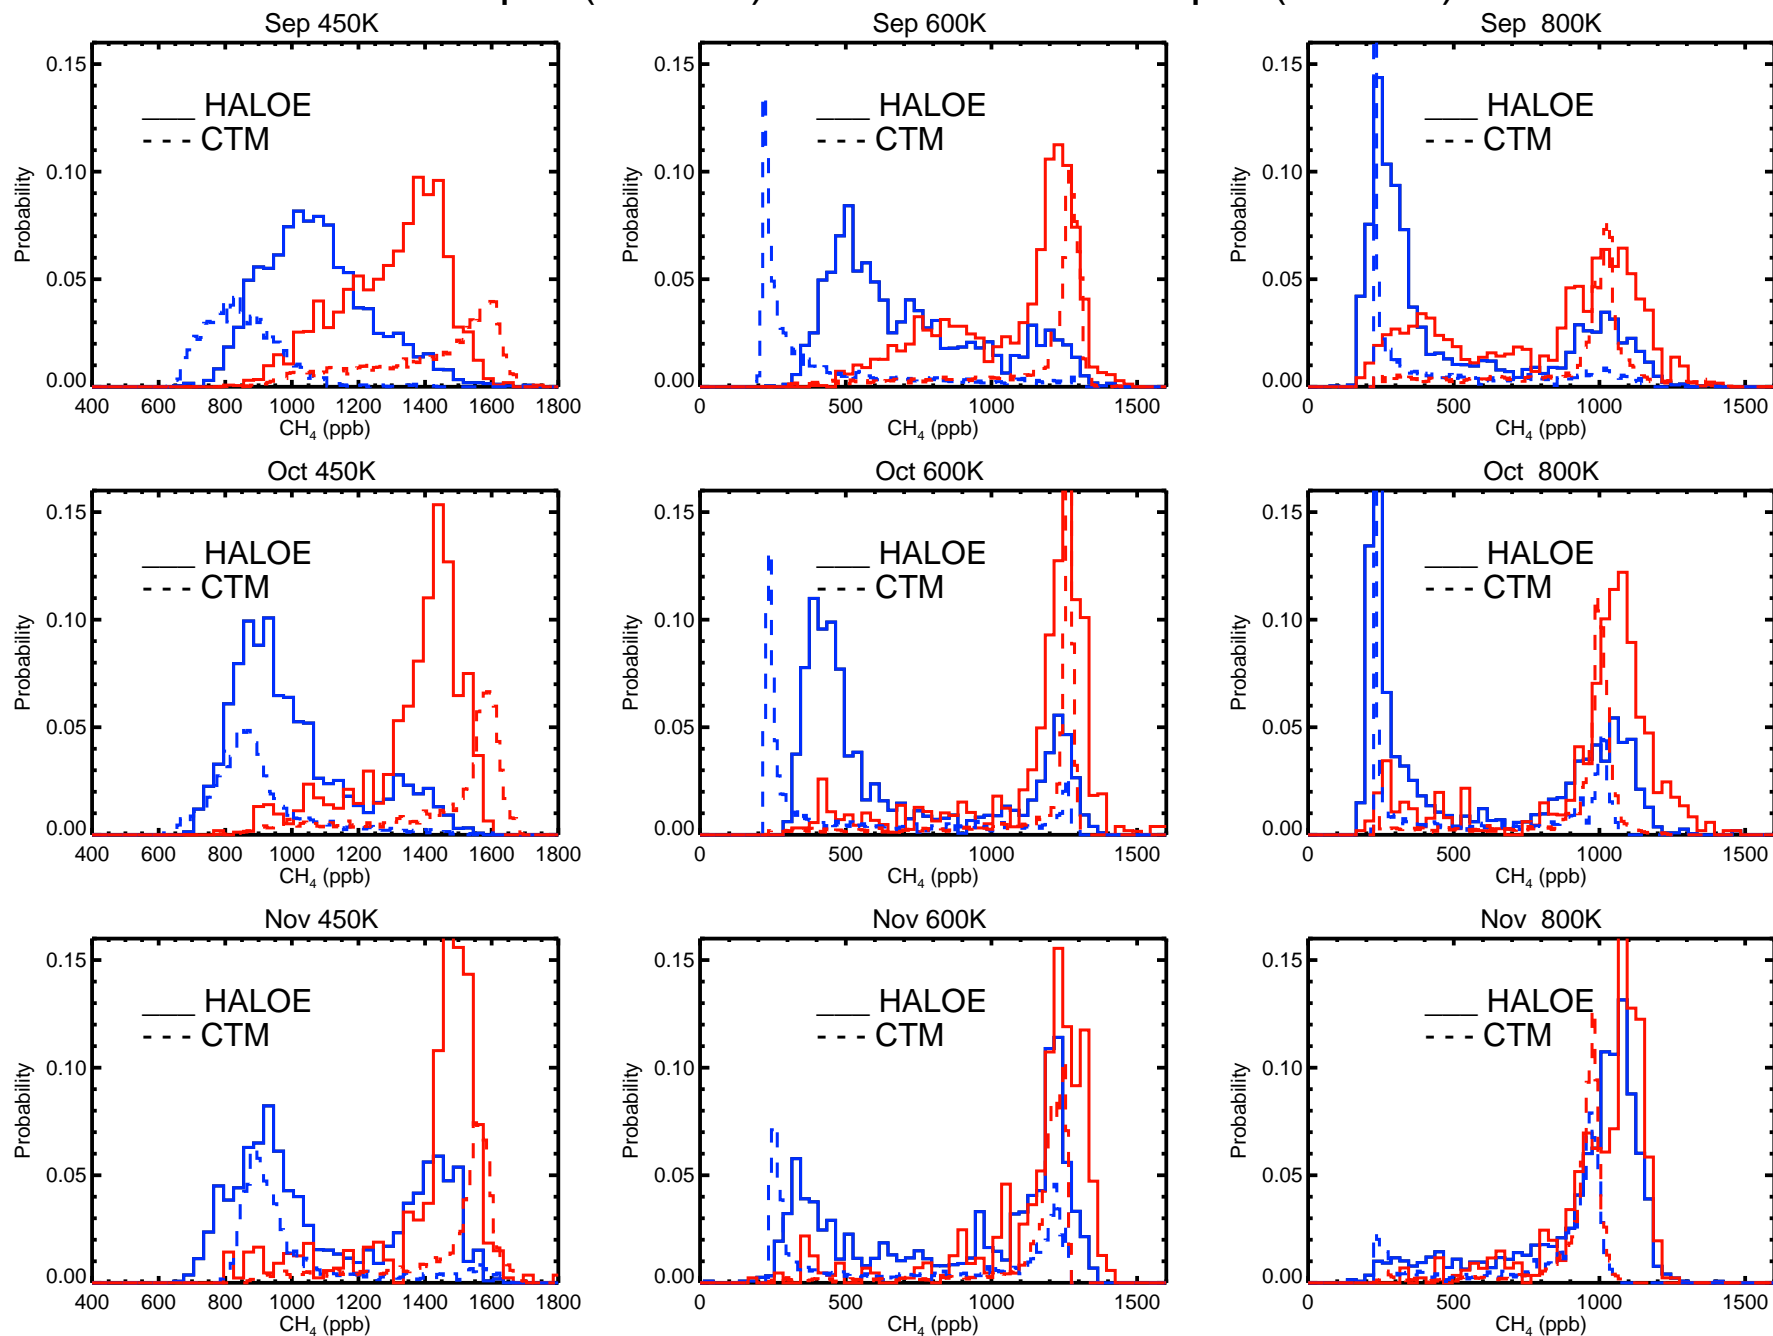 Sep 450K
Sep 600K
Sep 800K
0.15
0.10
0.05
0.00
Probability
___ HALOE
- - - CTM
400 600 800 1000 1200 1400 1600 1800
CH4 (ppb)
0.15
0.10
0.05
0.00
Probability
___ HALOE
- - - CTM
0 500 1000 1500
CH4 (ppb)
0.15
0.10
0.05
0.00
Probability
___ HALOE
- - - CTM
0 500 1000 1500
CH4 (ppb)
Oct 450K
Oct 600K
Oct 800K
0.15
0.10
0.05
0.00
Probability
___ HALOE
- - - CTM
400 600 800 1000 1200 1400 1600 1800
CH4 (ppb)
0.15
0.10
0.05
0.00
Probability
___ HALOE
- - - CTM
0 500 1000 1500
CH4 (ppb)
0.15
0.10
0.05
0.00
Probability
___ HALOE
- - - CTM
0 500 1000 1500
CH4 (ppb)
Nov 450K
Nov 600K
Nov 800K
0.15
0.10
0.05
0.00
Probability
___ HALOE
- - - CTM
400 600 800 1000 1200 1400 1600 1800
CH4 (ppb)
0.15
0.10
0.05
0.00
Probability
___ HALOE
- - - CTM
0 500 1000 1500
CH4 (ppb)
0.15
0.10
0.05
0.00
Probability
___ HALOE
- - - CTM
0 500 1000 1500
CH4 (ppb)